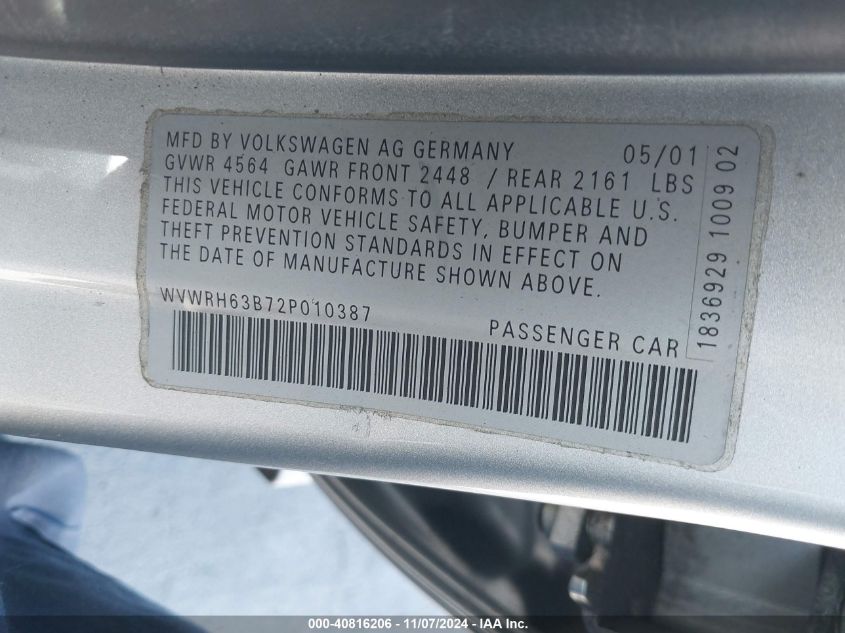 MFD BY VOLKSWAGEN AG GERMANY 05/01
GVWR 4564 GAWR FRONT 2448 / REAR 2161 LBS
THIS VEHICLE CONFORMS TO ALL APPLICABLE U.S.
FEDERAL MOTOR VEHICLE SAFETY, BUMPER AND
THEFT PREVENTION STANDARDS IN EFFECT ON
THE DATE OF MANUFACTURE SHOWN ABOVE.
WVWRH63B72P010387
PASSENGER CAR
1836929 1009 02
000-40816206 - 11/07/2024 - IAA Inc.